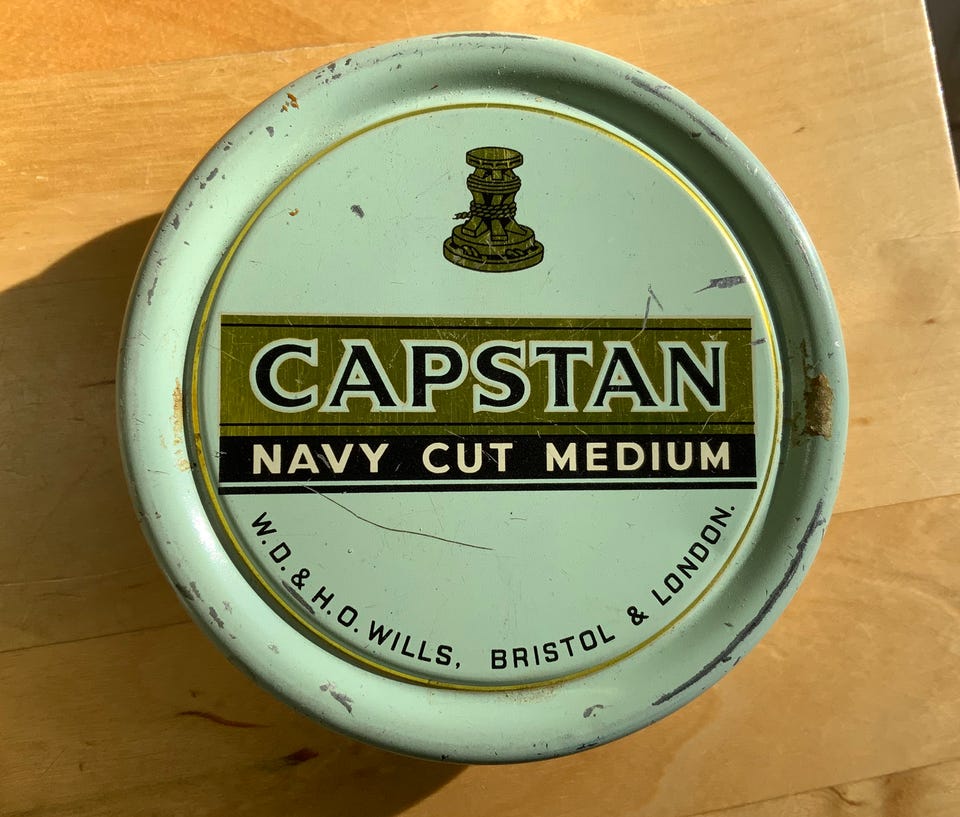 CAPSTAN
NAVY CUT MEDIUM
W.D. & H.O. WILLS, BRISTOL & LONDON.